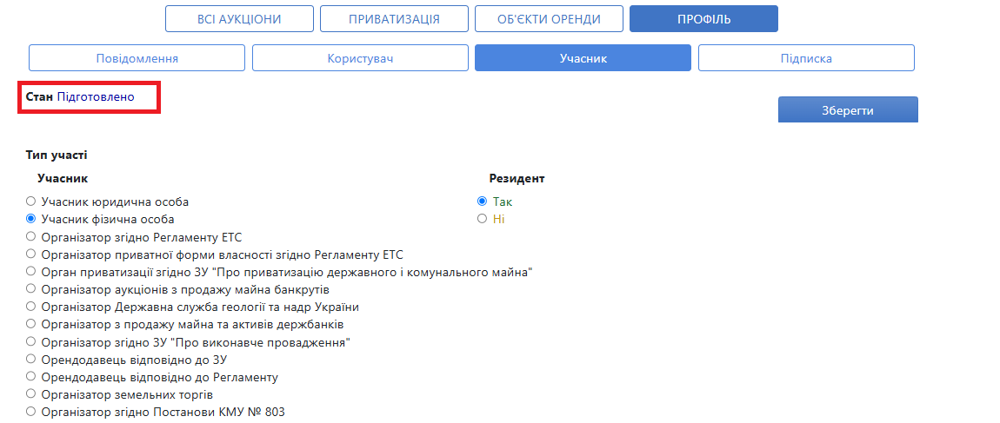 ВСІ АУКЦІОНИ ПРИВАТИЗАЦІЯ ОБ'ЄКТИ ОРЕНДИ ПРОФІЛЬ
Повідомлення Користувач Учасник Підписка
Стан Підготовлено
Зберегти
Тип участі
Учасник Резидент
Учасник юридична особа Так
Учасник фізична особа Ні
Організатор згідно Регламенту ЕТС
Організатор приватної форми власності згідно Регламенту ЕТС
Орган приватизації згідно ЗУ "Про приватизацію державного і комунального майна"
Організатор аукціонів з продажу майна банкрутів
Організатор Державна служба геології та надр України
Організатор з продажу майна та активів держбанків
Організатор згідно ЗУ "Про виконавче провадження"
Орендодавець відповідно до ЗУ
Орендодавець відповідно до Регламенту
Організатор земельних торгів
Організатор згідно Постанови КМУ № 803